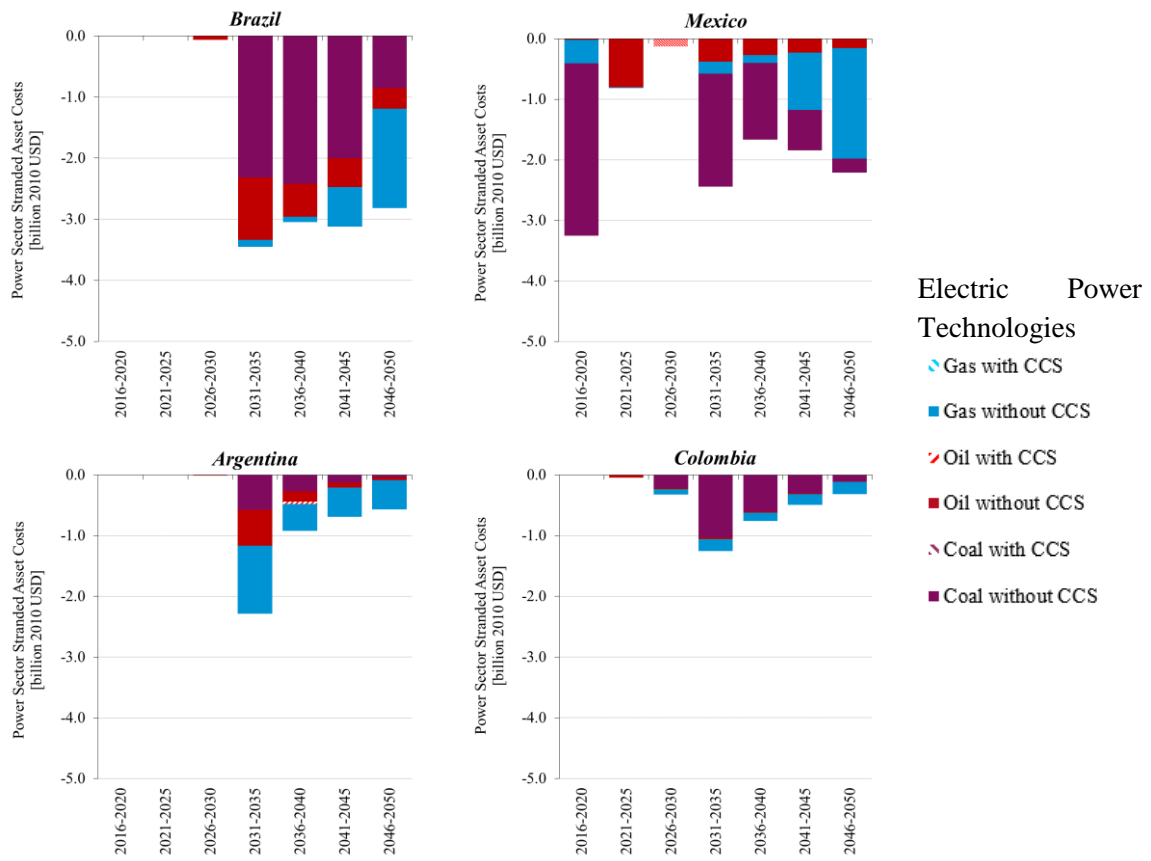 Brazil
Power Sector Stranded Asset Costs
[billion 2010 USD]
0.0
-1.0
-2.0
-3.0
-4.0
-5.0
2016-2020
2021-2025
2026-2030
2031-2035
2036-2040
2041-2045
2046-2050
Mexico
Power Sector Stranded Asset Costs
[billion 2010 USD]
0.0
-1.0
-2.0
-3.0
-4.0
-5.0
2016-2020
2021-2025
2026-2030
2031-2035
2036-2040
2041-2045
2046-2050
Argentina
Power Sector Stranded Asset Costs
[billion 2010 USD]
0.0
-1.0
-2.0
-3.0
-4.0
-5.0
2016-2020
2021-2025
2026-2030
2031-2035
2036-2040
2041-2045
2046-2050
Colombia
Power Sector Stranded Asset Costs
[billion 2010 USD]
0.0
-1.0
-2.0
-3.0
-4.0
-5.0
2016-2020
2021-2025
2026-2030
2031-2035
2036-2040
2041-2045
2046-2050
Electric Power
Technologies
Gas with CCS
Gas without CCS
Oil with CCS
Oil without CCS
Coal with CCS
Coal without CCS